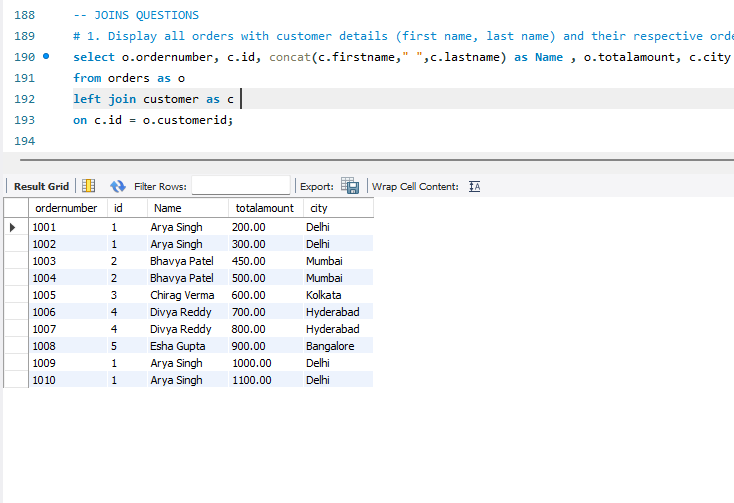 188 -- JOINS QUESTIONS
189 # 1. Display all orders with customer details (first name, last name) and their respective orde
190 select o.ordernumber, c.id, concat(c.firstname," ",c.lastname) as Name , o.totalamount, c.city
191 from orders as o
192 left join customer as c
193 on c.id = o.customerid;
194
Result Grid Filter Rows: Export: Wrap Cell Content: IA
ordernumber id Name totalamount city
1001 1 Arya Singh 200.00 Delhi
1002 1 Arya Singh 300.00 Delhi
1003 2 Bhavya Patel 450.00 Mumbai
1004 2 Bhavya Patel 500.00 Mumbai
1005 3 Chirag Verma 600.00 Kolkata
1006 4 Divya Reddy 700.00 Hyderabad
1007 4 Divya Reddy 800.00 Hyderabad
1008 5 Esha Gupta 900.00 Bangalore
1009 1 Arya Singh 1000.00 Delhi
1010 1 Arya Singh 1100.00 Delhi